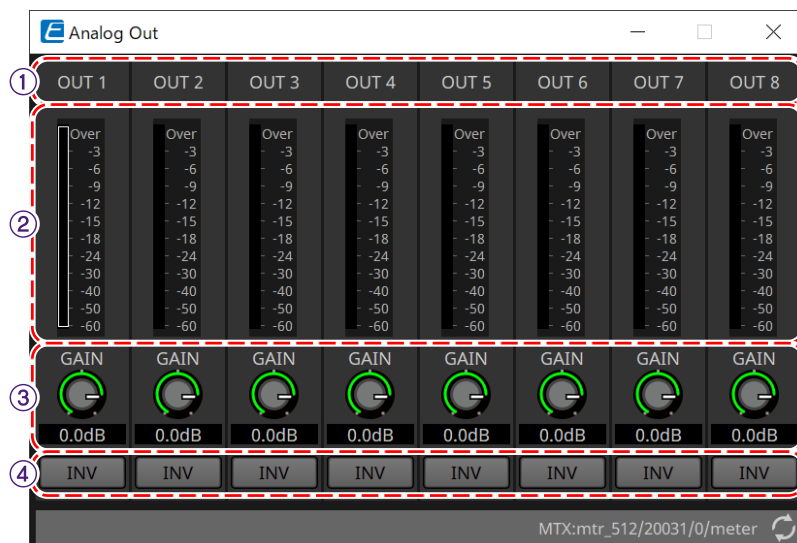 E Analog Out
① OUT 1 OUT 2 OUT 3 OUT 4 OUT 5 OUT 6 OUT 7 OUT 8
② Over Over Over Over Over Over Over Over
-3 -3 -3 -3 -3 -3 -3 -3
-6 -6 -6 -6 -6 -6 -6 -6
-9 -9 -9 -9 -9 -9 -9 -9
-12 -12 -12 -12 -12 -12 -12 -12
-15 -15 -15 -15 -15 -15 -15 -15
-18 -18 -18 -18 -18 -18 -18 -18
-24 -24 -24 -24 -24 -24 -24 -24
-30 -30 -30 -30 -30 -30 -30 -30
-40 -40 -40 -40 -40 -40 -40 -40
-50 -50 -50 -50 -50 -50 -50 -50
-60 -60 -60 -60 -60 -60 -60 -60
③ GAIN GAIN GAIN GAIN GAIN GAIN GAIN GAIN
0.0dB 0.0dB 0.0dB 0.0dB 0.0dB 0.0dB 0.0dB 0.0dB
④ INV INV INV INV INV INV INV INV
MTX:mtr_512/20031/0/meter